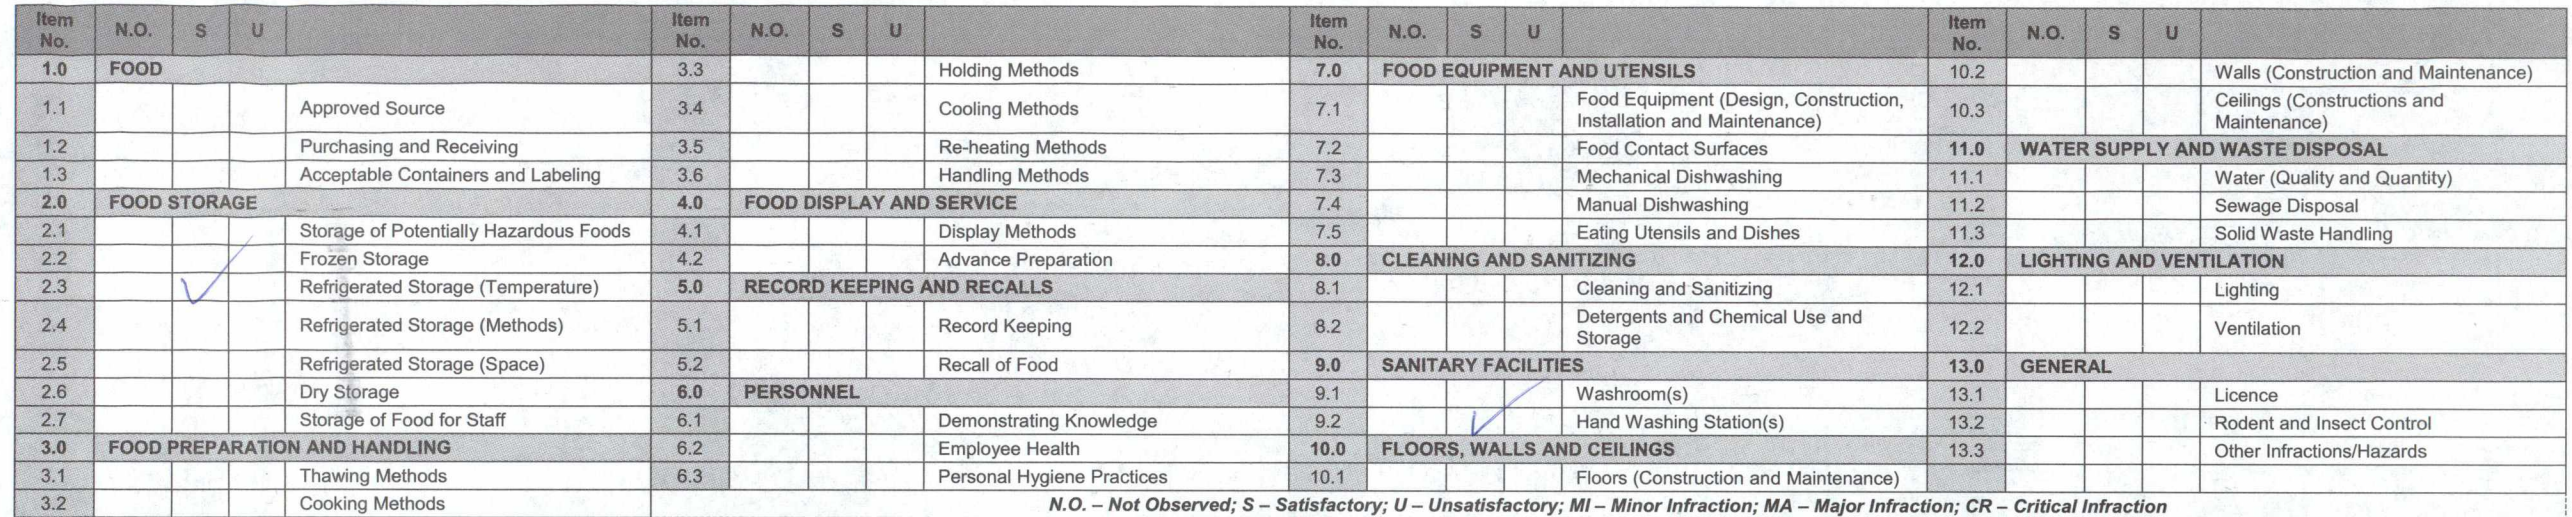 Item No. N.O. S U
1.0 FOOD
1.1 Approved Source
1.2 Purchasing and Receiving
1.3 Acceptable Containers and Labeling
2.0 FOOD STORAGE
2.1 Storage of Potentially Hazardous Foods
2.2 Frozen Storage
2.3 ✓ Refrigerated Storage (Temperature)
2.4 Refrigerated Storage (Methods)
2.5 Refrigerated Storage (Space)
2.6 Dry Storage
2.7 Storage of Food for Staff
3.0 FOOD PREPARATION AND HANDLING
3.1 Thawing Methods
3.2 Cooking Methods
Item No. N.O. S U
3.3 Holding Methods
3.4 Cooling Methods
3.5 Re-heating Methods
3.6 Handling Methods
4.0 FOOD DISPLAY AND SERVICE
4.1 Display Methods
4.2 Advance Preparation
5.0 RECORD KEEPING AND RECALLS
5.1 Record Keeping
5.2 Recall of Food
6.0 PERSONNEL
6.1 Demonstrating Knowledge
6.2 Employee Health
6.3 Personal Hygiene Practices
Item No. N.O. S U
7.0 FOOD EQUIPMENT AND UTENSILS
7.1 Food Equipment (Design, Construction,
Installation and Maintenance)
7.2 Food Contact Surfaces
7.3 Mechanical Dishwashing
7.4 Manual Dishwashing
7.5 Eating Utensils and Dishes
8.0 CLEANING AND SANITIZING
8.1 Cleaning and Sanitizing
8.2 Detergents and Chemical Use and
Storage
9.0 SANITARY FACILITIES
9.1 Washroom(s)
9.2 ✓ Hand Washing Station(s)
10.0 FLOORS, WALLS AND CEILINGS
10.1 Floors (Construction and Maintenance)
Item No. N.O. S U
10.2 Walls (Construction and Maintenance)
10.3 Ceilings (Constructions and
Maintenance)
11.0 WATER SUPPLY AND WASTE DISPOSAL
11.1 Water (Quality and Quantity)
11.2 Sewage Disposal
11.3 Solid Waste Handling
12.0 LIGHTING AND VENTILATION
12.1 Lighting
12.2 Ventilation
13.0 GENERAL
13.1 Licence
13.2 Rodent and Insect Control
13.3 Other Infractions/Hazards
N.O. – Not Observed; S – Satisfactory; U – Unsatisfactory; MI – Minor Infraction; MA – Major Infraction; CR – Critical Infraction